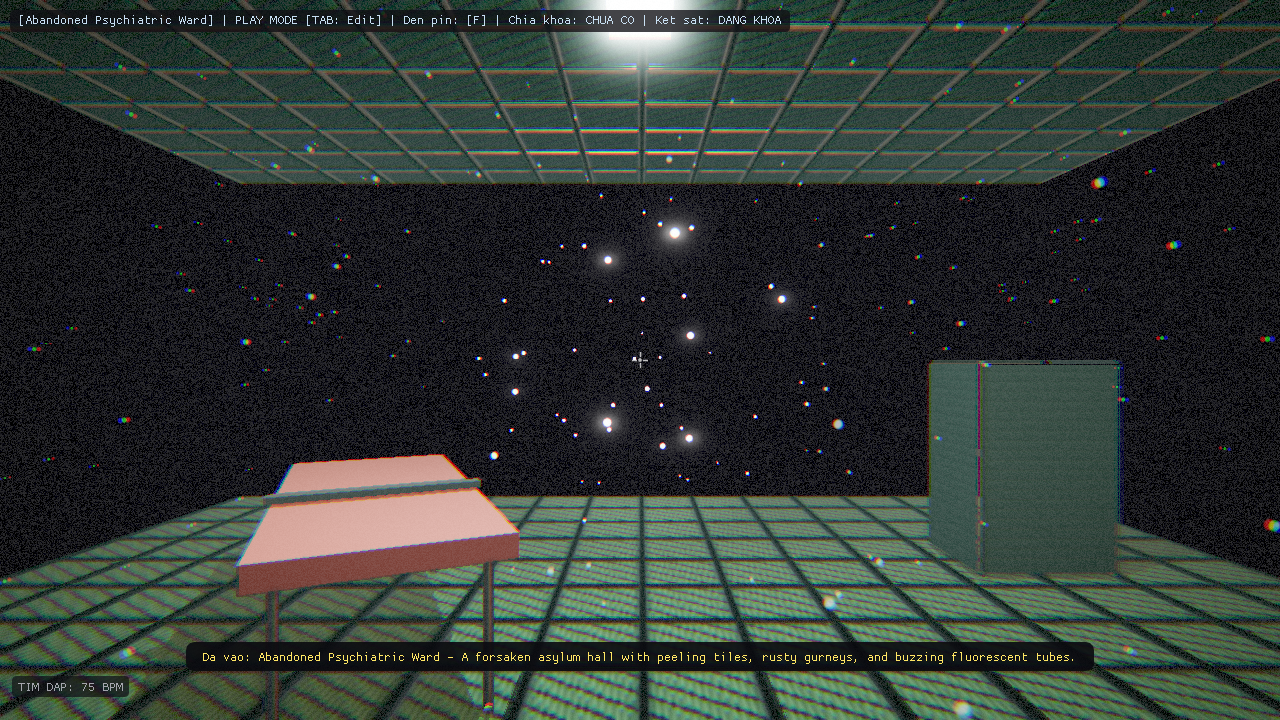 [Abandoned Psychiatric Ward] | PLAY MODE [TAB: Edit] | Den pin: [F] | Chia khoa: CHUA CO | Ket sat: DANG KHOA
Da vao: Abandoned Psychiatric Ward - A forsaken asylum hall with peeling tiles, rusty gurneys, and buzzing fluorescent tubes.
TIM DAP: 75 BPM